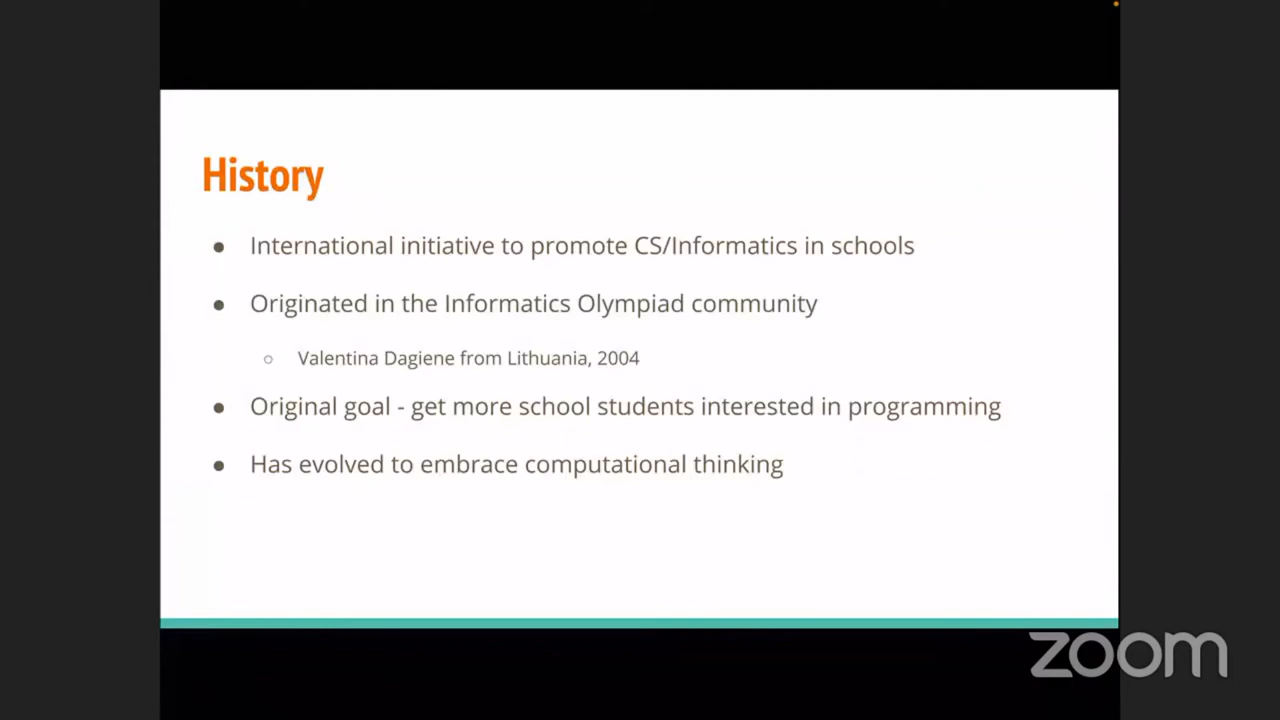 History
● International initiative to promote CS/Informatics in schools
● Originated in the Informatics Olympiad community
○ Valentina Dagiene from Lithuania, 2004
● Original goal - get more school students interested in programming
● Has evolved to embrace computational thinking
zoom